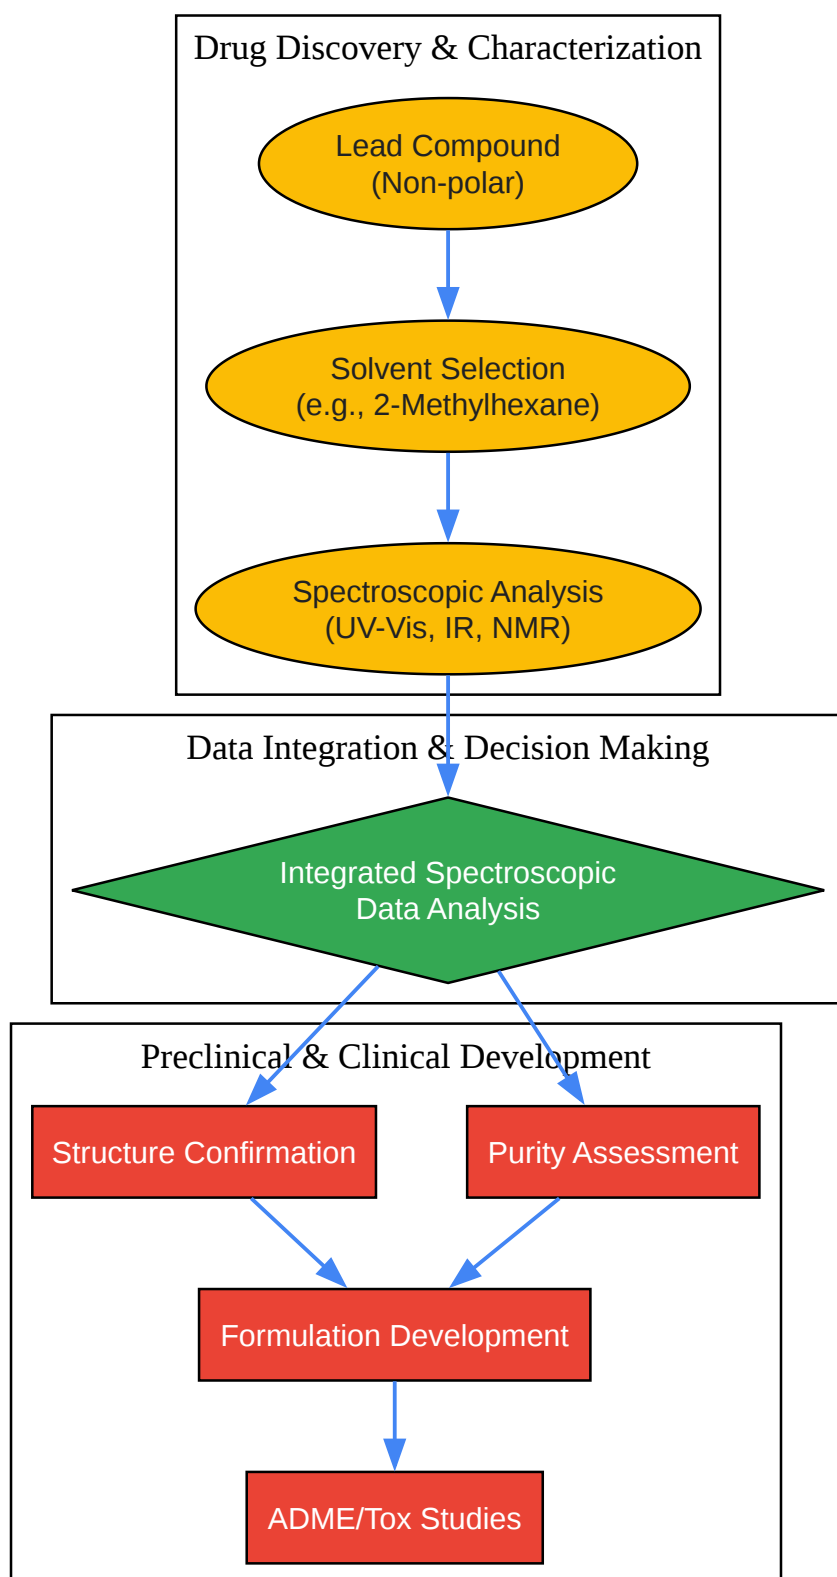 Drug Discovery & Characterization
Lead Compound
(Non-polar)
Solvent Selection
(e.g., 2-Methylhexane)
Spectroscopic Analysis
(UV-Vis, IR, NMR)
Data Integration & Decision Making
Integrated Spectroscopic
Data Analysis
Preclinical & Clinical Development
Structure Confirmation
Purity Assessment
Formulation Development
ADME/Tox Studies